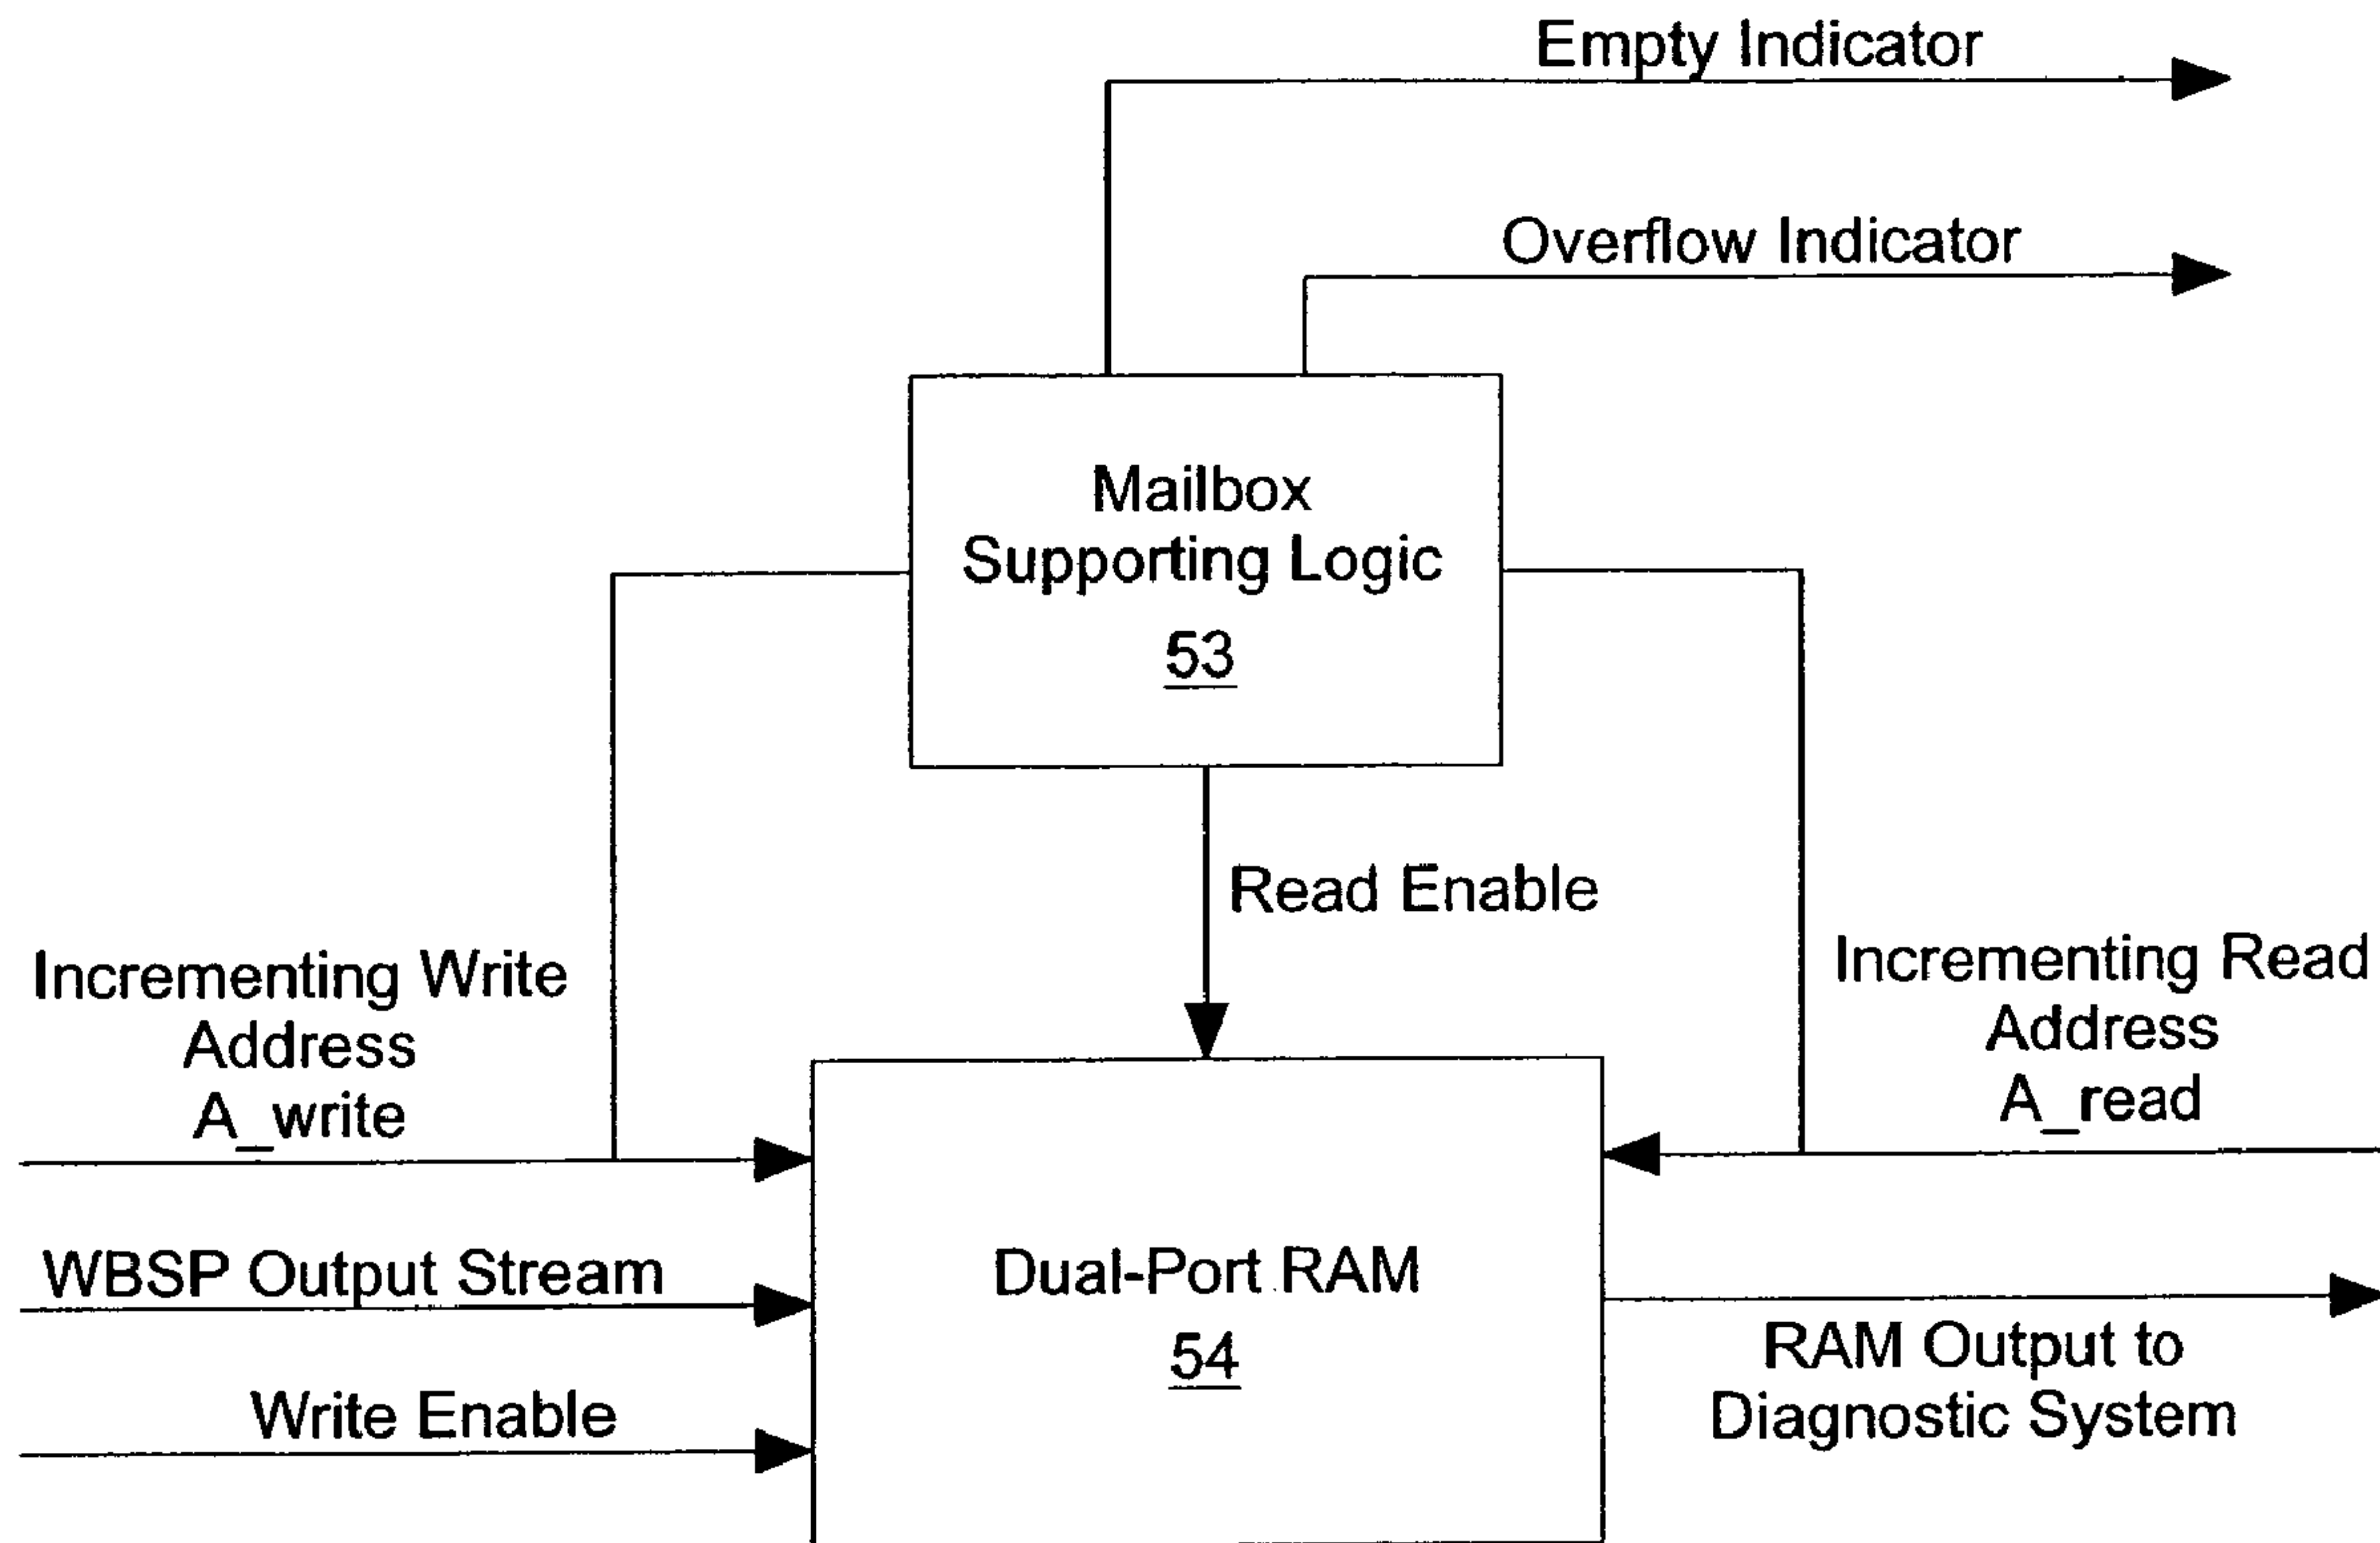 Empty Indicator
Overflow Indicator
Mailbox
Supporting Logic
53
Read Enable
Incrementing Write
Address
A_write
Incrementing Read
Address
A_read
WBSP Output Stream
Write Enable
Dual-Port RAM
54
RAM Output to
Diagnostic System